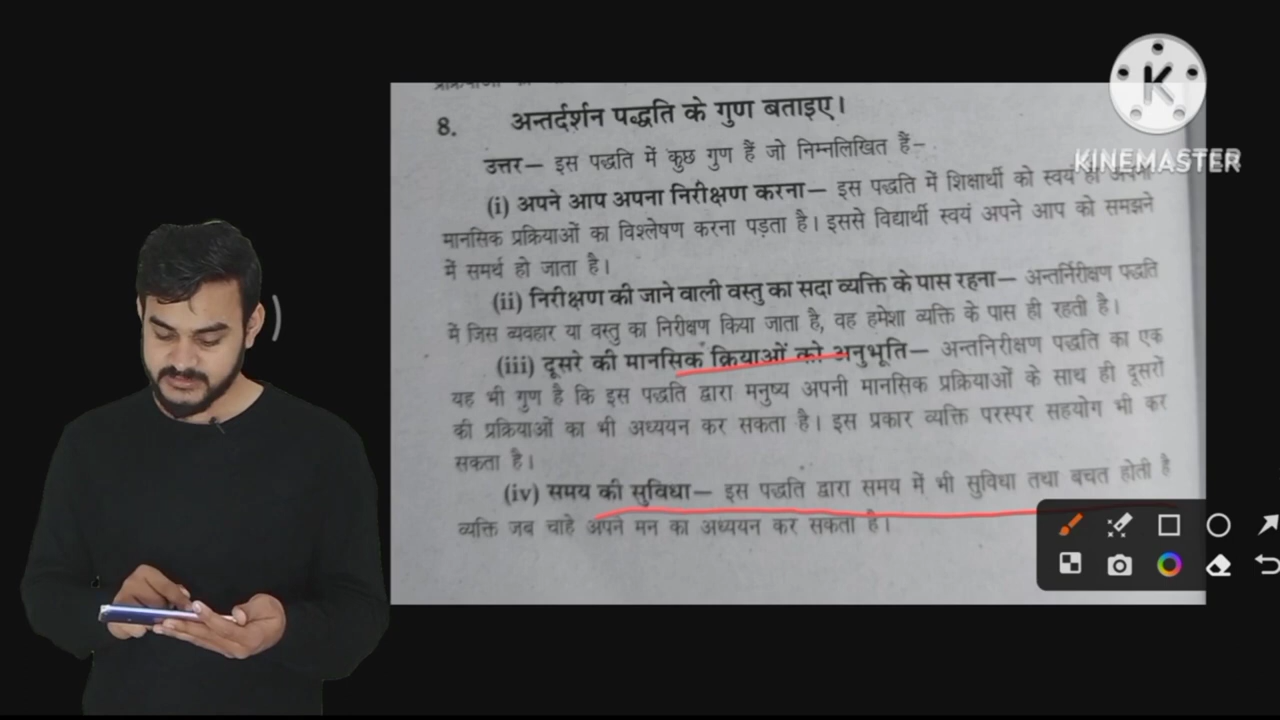 8. अन्तर्दर्शन पद्धति के गुण बताइए।
उत्तर— इस पद्धति में कुछ गुण हैं जो निम्नलिखित हैं–
(i) अपने आप अपना निरीक्षण करना— इस पद्धति में शिक्षार्थी को स्वयं ही अपनी
मानसिक प्रक्रियाओं का विश्लेषण करना पड़ता है। इससे विद्यार्थी स्वयं अपने आप को समझने
में समर्थ हो जाता है।
(ii) निरीक्षण की जाने वाली वस्तु का सदा व्यक्ति के पास रहना— अन्तर्निरीक्षण पद्धति
में जिस व्यवहार या वस्तु का निरीक्षण किया जाता है, वह हमेशा व्यक्ति के पास ही रहती है।
(iii) दूसरे की मानसिक क्रियाओं को अनुभूति— अन्तनिरीक्षण पद्धति का एक
यह भी गुण है कि इस पद्धति द्वारा मनुष्य अपनी मानसिक प्रक्रियाओं के साथ ही दूसरों
की प्रक्रियाओं का भी अध्ययन कर सकता है। इस प्रकार व्यक्ति परस्पर सहयोग भी कर
सकता है।
(iv) समय की सुविधा— इस पद्धति द्वारा समय में भी सुविधा तथा बचत होती है
व्यक्ति जब चाहे अपने मन का अध्ययन कर सकता है।
K
KINEMASTER